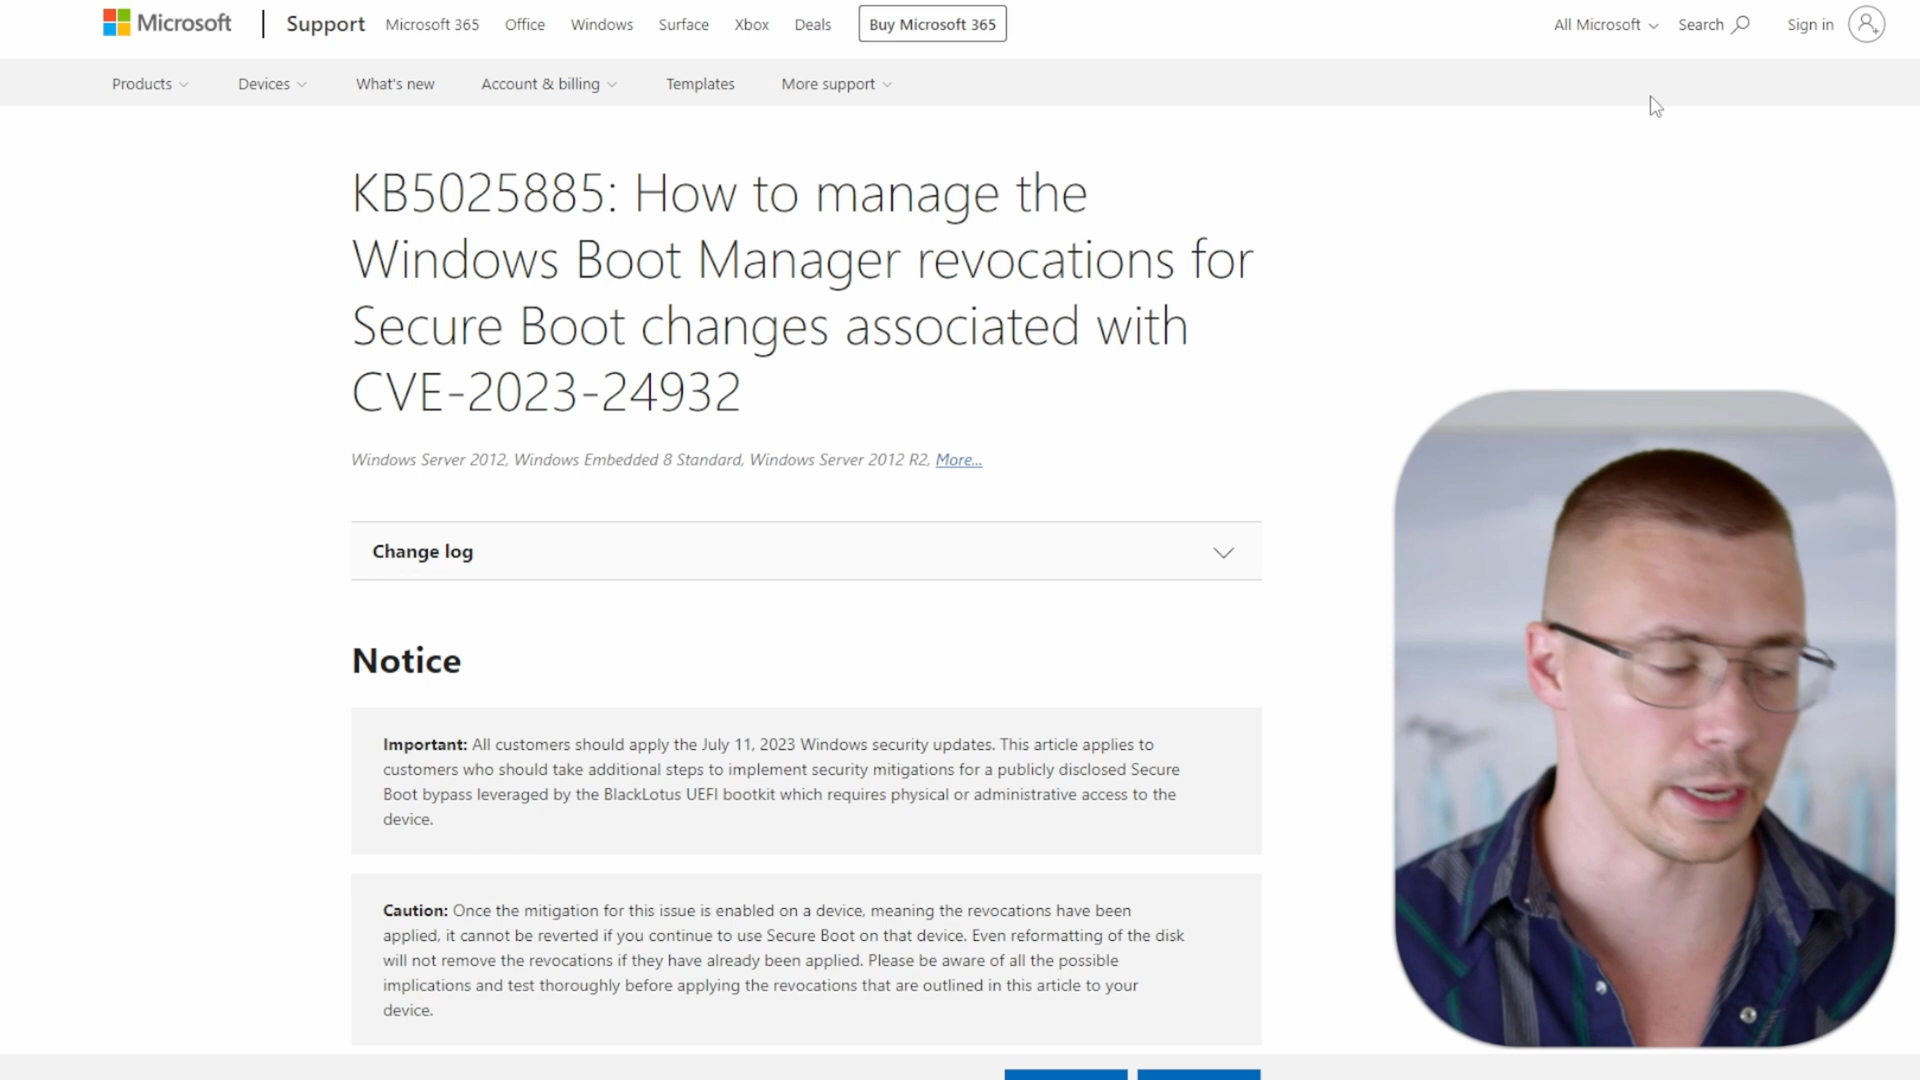 Microsoft | Support Microsoft 365 Office Windows Surface Xbox Deals Buy Microsoft 365 All Microsoft Search Sign in
Products Devices What's new Account & billing Templates More support
KB5025885: How to manage the
Windows Boot Manager revocations for
Secure Boot changes associated with
CVE-2023-24932
Windows Server 2012, Windows Embedded 8 Standard, Windows Server 2012 R2, More...
Change log
Notice
Important: All customers should apply the July 11, 2023 Windows security updates. This article applies to
customers who should take additional steps to implement security mitigations for a publicly disclosed Secure
Boot bypass leveraged by the BlackLotus UEFI bootkit which requires physical or administrative access to the
device.
Caution: Once the mitigation for this issue is enabled on a device, meaning the revocations have been
applied, it cannot be reverted if you continue to use Secure Boot on that device. Even reformatting of the disk
will not remove the revocations if they have already been applied. Please be aware of all the possible
implications and test thoroughly before applying the revocations that are outlined in this article to your
device.